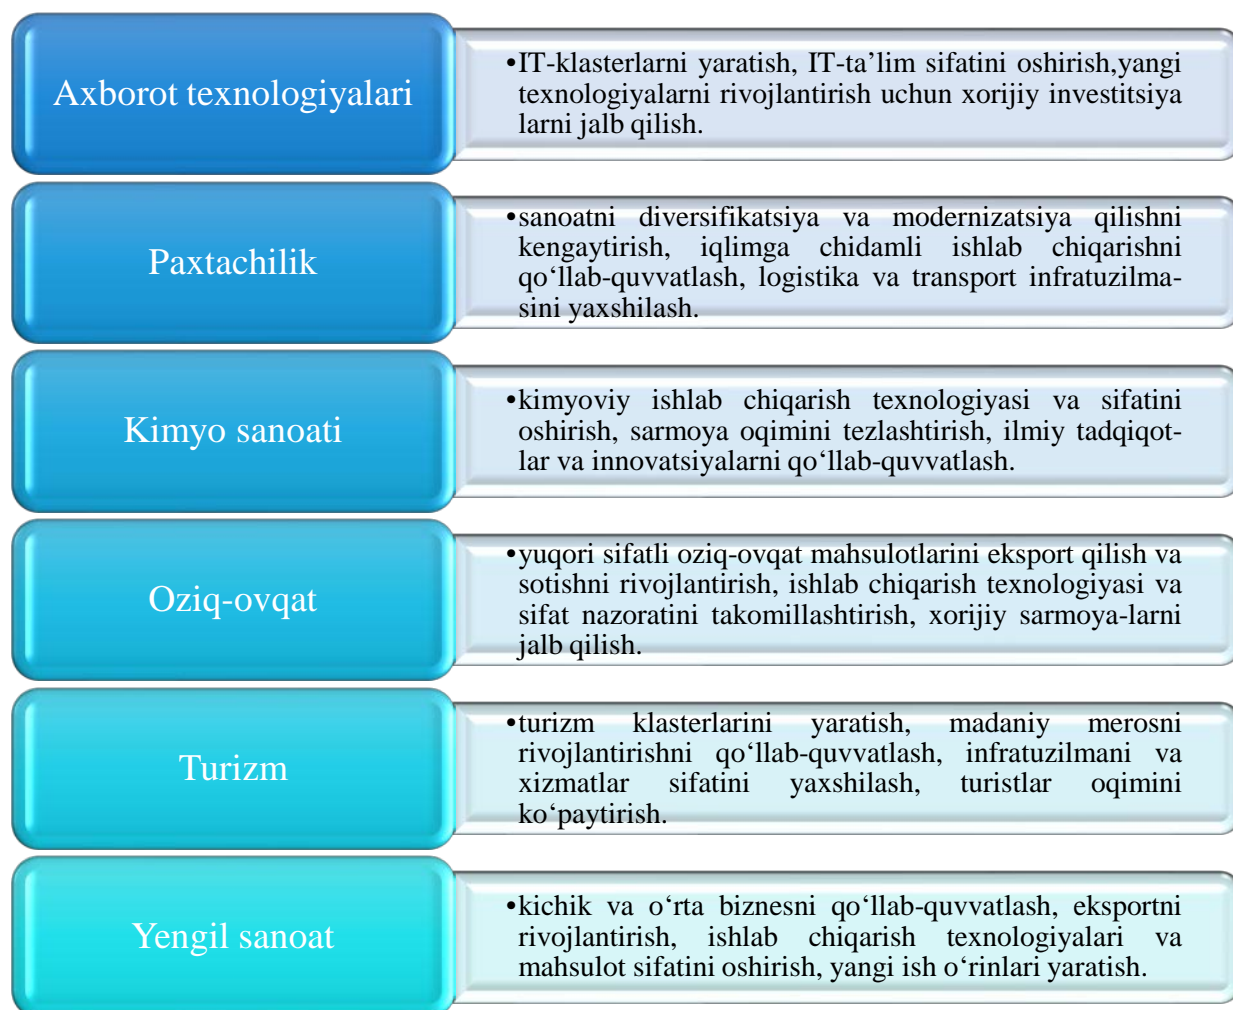 Axborot texnologiyalari
•IT-klasterlarni yaratish, IT-ta’lim sifatini oshirish,yangi
texnologiyalarni rivojlantirish uchun xorijiy investitsiya
larni jalb qilish.
Paxtachilik
•sanoatni diversifikatsiya va modernizatsiya qilishni
kengaytirish, iqlimga chidamli ishlab chiqarishni
qo‘llab-quvvatlash, logistika va transport infratuzilma-
sini yaxshilash.
Kimyo sanoati
•kimyoviy ishlab chiqarish texnologiyasi va sifatini
oshirish, sarmoya oqimini tezlashtirish, ilmiy tadqiqot-
lar va innovatsiyalarni qo‘llab-quvvatlash.
Oziq-ovqat
•yuqori sifatli oziq-ovqat mahsulotlarini eksport qilish va
sotishni rivojlantirish, ishlab chiqarish texnologiyasi va
sifat nazoratini takomillashtirish, xorijiy sarmoya-larni
jalb qilish.
Turizm
•turizm klasterlarini yaratish, madaniy merosni
rivojlantirishni qo‘llab-quvvatlash, infratuzilmani va
xizmatlar sifatini yaxshilash, turistlar oqimini
ko‘paytirish.
Yengil sanoat
•kichik va o‘rta biznesni qo‘llab-quvvatlash, eksportni
rivojlantirish, ishlab chiqarish texnologiyalari va
mahsulot sifatini oshirish, yangi ish o‘rinlari yaratish.